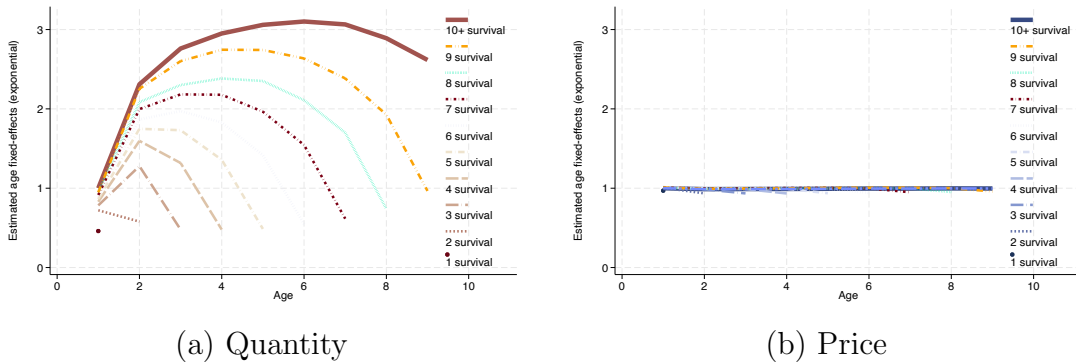 Estimated age fixed-effects (exponential)
3
2
1
0
0
2
4
6
8
10
Age
10+ survival
9 survival
8 survival
7 survival
6 survival
5 survival
4 survival
3 survival
2 survival
1 survival
(a) Quantity
Estimated age fixed-effects (exponential)
3
2
1
0
0
2
4
6
8
10
Age
10+ survival
9 survival
8 survival
7 survival
6 survival
5 survival
4 survival
3 survival
2 survival
1 survival
(b) Price